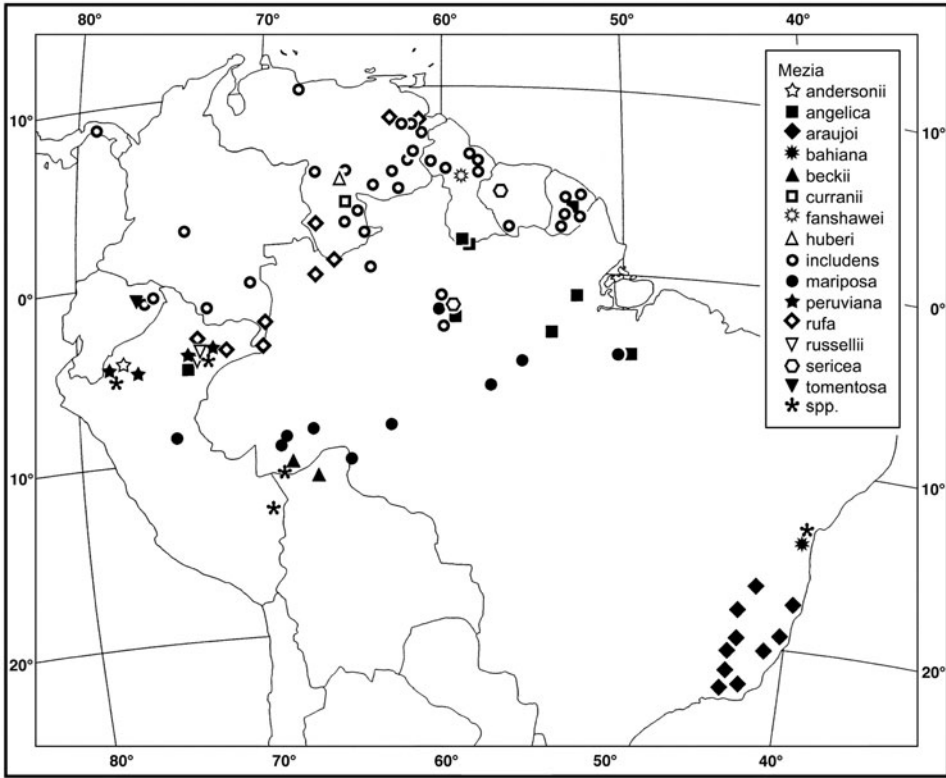 80° 70° 60° 50° 40°
Mezia
andersonii
angelica
araujoi
bahiana
beckii
curranii
fanshawei
huberi
includens
mariposa
peruviana
rufa
russellii
sericea
tomentosa
spp.
10° 10°
0° 0°
10° 10°
20° 20°
80° 70° 60° 50° 40°